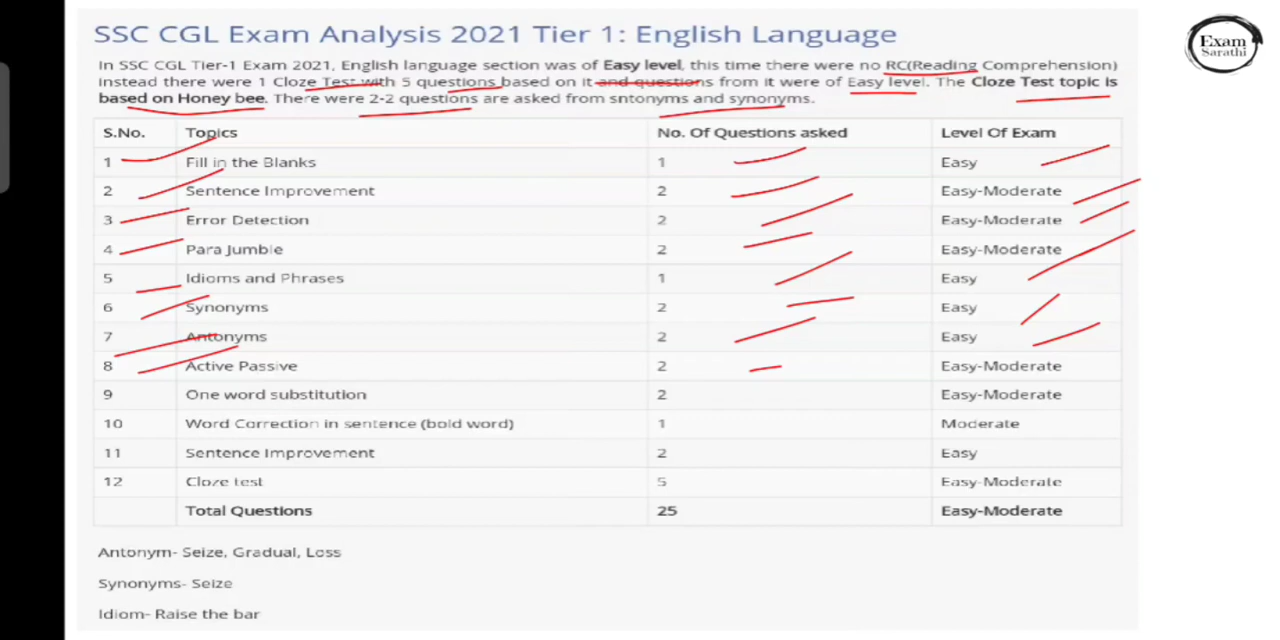 SSC CGL Exam Analysis 2021 Tier 1: English Language
Exam
Sarathi
In SSC CGL Tier-1 Exam 2021, English language section was of Easy level, this time there were no RC(Reading Comprehension)
instead there were 1 Cloze Test with 5 questions based on it and questions from it were of Easy level. The Cloze Test topic is
based on Honey bee. There were 2-2 questions are asked from sntonyms and synonyms.
S.No. Topics No. Of Questions asked Level Of Exam
1 Fill in the Blanks 1 Easy
2 Sentence Improvement 2 Easy-Moderate
3 Error Detection 2 Easy-Moderate
4 Para Jumble 2 Easy-Moderate
5 Idioms and Phrases 1 Easy
6 Synonyms 2 Easy
7 Antonyms 2 Easy
8 Active Passive 2 Easy-Moderate
9 One word substitution 2 Easy-Moderate
10 Word Correction in sentence (bold word) 1 Moderate
11 Sentence Improvement 2 Easy
12 Cloze test 5 Easy-Moderate
Total Questions 25 Easy-Moderate
Antonym- Seize, Gradual, Loss
Synonyms- Seize
Idiom- Raise the bar